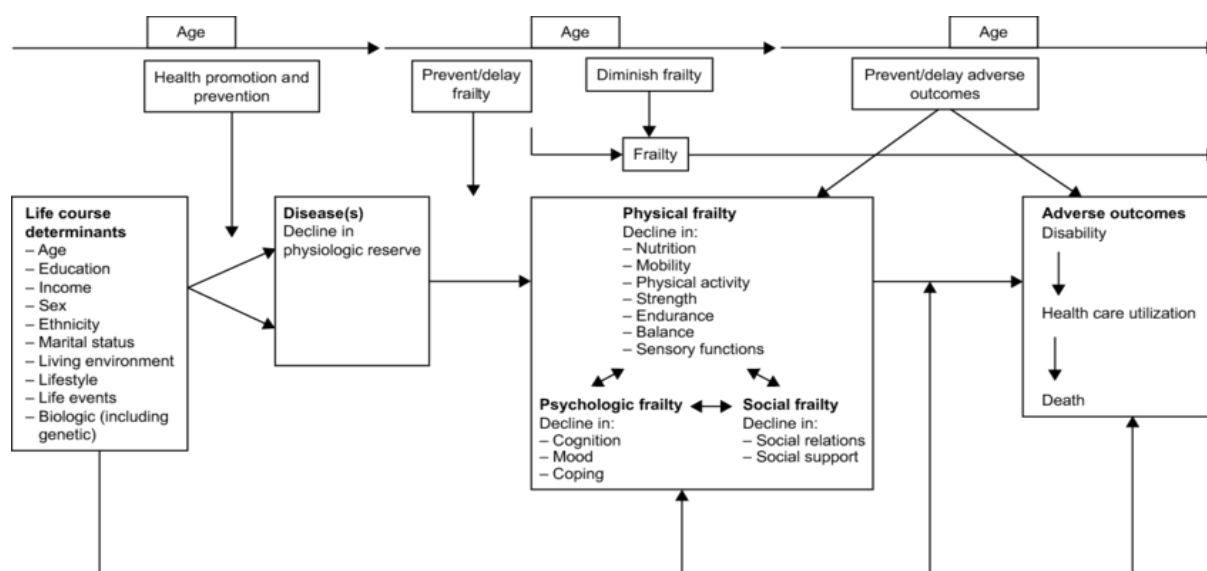 Age
Age
Age
Health promotion and
prevention
Prevent/delay
frailty
Diminish frailty
Prevent/delay adverse
outcomes
Frailty
Life course
determinants
– Age
– Education
– Income
– Sex
– Ethnicity
– Marital status
– Living environment
– Lifestyle
– Life events
– Biologic (including
genetic)
Disease(s)
Decline in
physiologic reserve
Physical frailty
Decline in:
– Nutrition
– Mobility
– Physical activity
– Strength
– Endurance
– Balance
– Sensory functions
Psychologic frailty
Decline in:
– Cognition
– Mood
– Coping
Social frailty
Decline in:
– Social relations
– Social support
Adverse outcomes
Disability
Health care utilization
Death